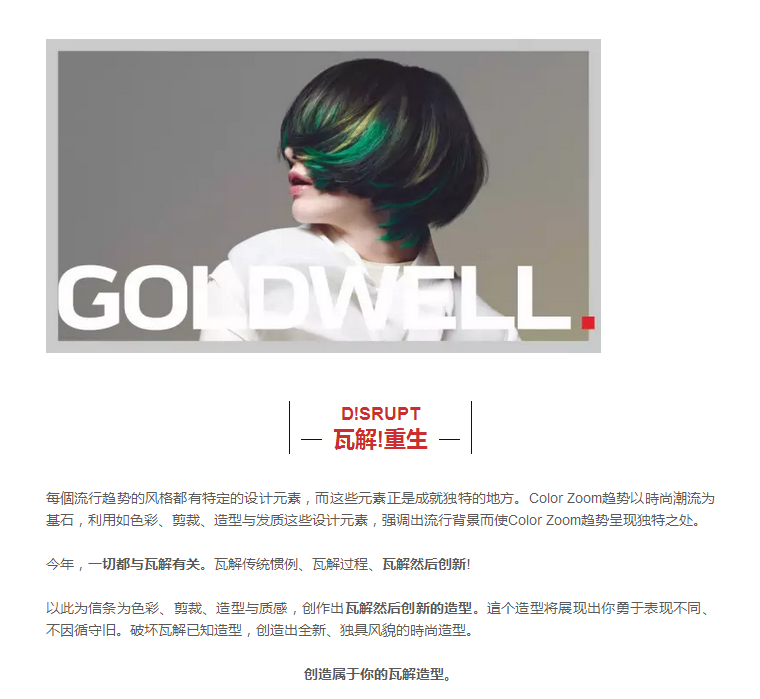 GOLDWELL.
D!SRUPT
瓦解!重生
每個流行趋势的风格都有特定的设计元素，而这些元素正是成就独特的地方。Color Zoom趋势以時尚潮流为
基石，利用如色彩、剪裁、造型与发质这些设计元素，强调出流行背景而使Color Zoom趋势呈现独特之处。
今年，一切都与瓦解有关。瓦解传统惯例、瓦解过程、瓦解然后创新!
以此为信条为色彩、剪裁、造型与质感，创作出瓦解然后创新的造型。這个造型将展现出你勇于表现不同、
不因循守旧。破坏瓦解已知造型，创造出全新、独具风貌的時尚造型。
创造属于你的瓦解造型。